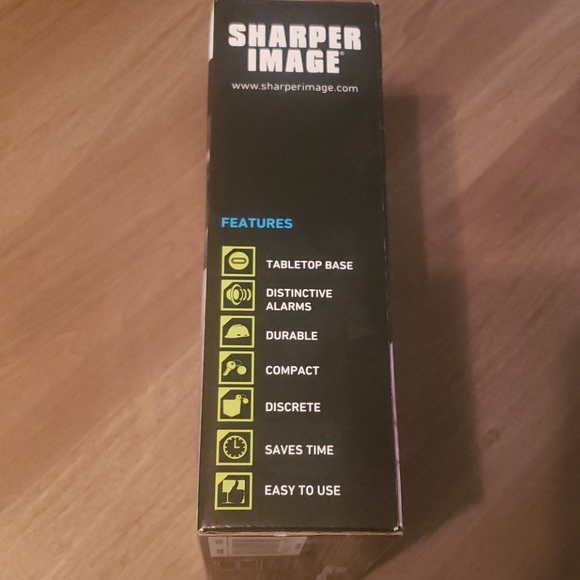 SHARPER
IMAGE®
www.sharperimage.com
FEATURES
TABLETOP BASE
DISTINCTIVE
ALARMS
DURABLE
COMPACT
DISCRETE
SAVES TIME
EASY TO USE